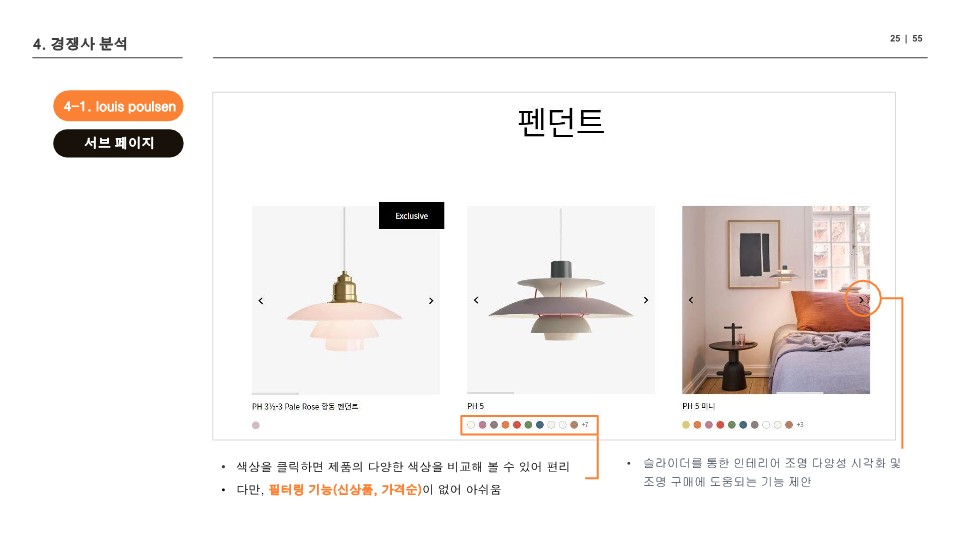 4. 경쟁사 분석
25 | 55
4-1. louis poulsen
서브 페이지
펜던트
Exclusive
PH 3½-3 Pale Rose 황동 펜던트
PH 5
PH 5 미니
+7
+3
• 색상을 클릭하면 제품의 다양한 색상을 비교해 볼 수 있어 편리
• 다만, 필터링 기능(신상품, 가격순)이 없어 아쉬움
• 슬라이더를 통한 인테리어 조명 다양성 시각화 및
조명 구매에 도움되는 기능 제안